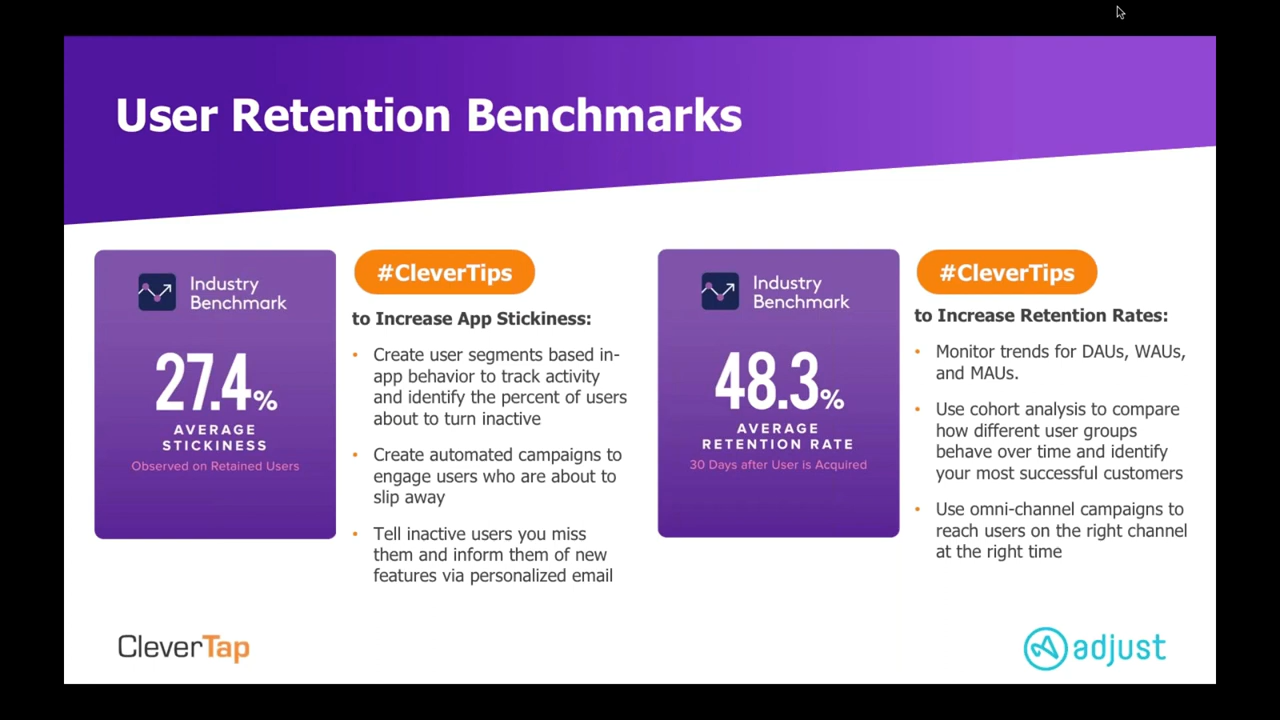 User Retention Benchmarks
Industry
Benchmark
27.4%
AVERAGE
STICKINESS
Observed on Retained Users
#CleverTips
to Increase App Stickiness:
• Create user segments based in-
app behavior to track activity
and identify the percent of users
about to turn inactive
• Create automated campaigns to
engage users who are about to
slip away
• Tell inactive users you miss
them and inform them of new
features via personalized email
Industry
Benchmark
48.3%
AVERAGE
RETENTION RATE
30 Days after User is Acquired
#CleverTips
to Increase Retention Rates:
• Monitor trends for DAUs, WAUs,
and MAUs.
• Use cohort analysis to compare
how different user groups
behave over time and identify
your most successful customers
• Use omni-channel campaigns to
reach users on the right channel
at the right time
CleverTap
adjust